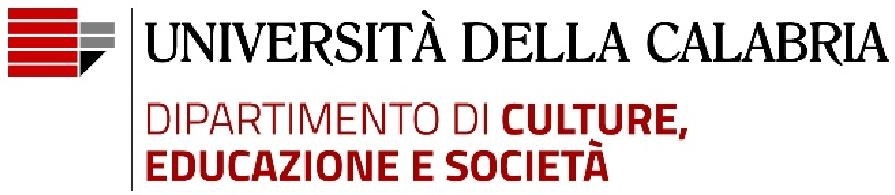 UNIVERSITÀ DELLA CALABRIA
DIPARTIMENTO DI CULTURE,
EDUCAZIONE E SOCIETÀ